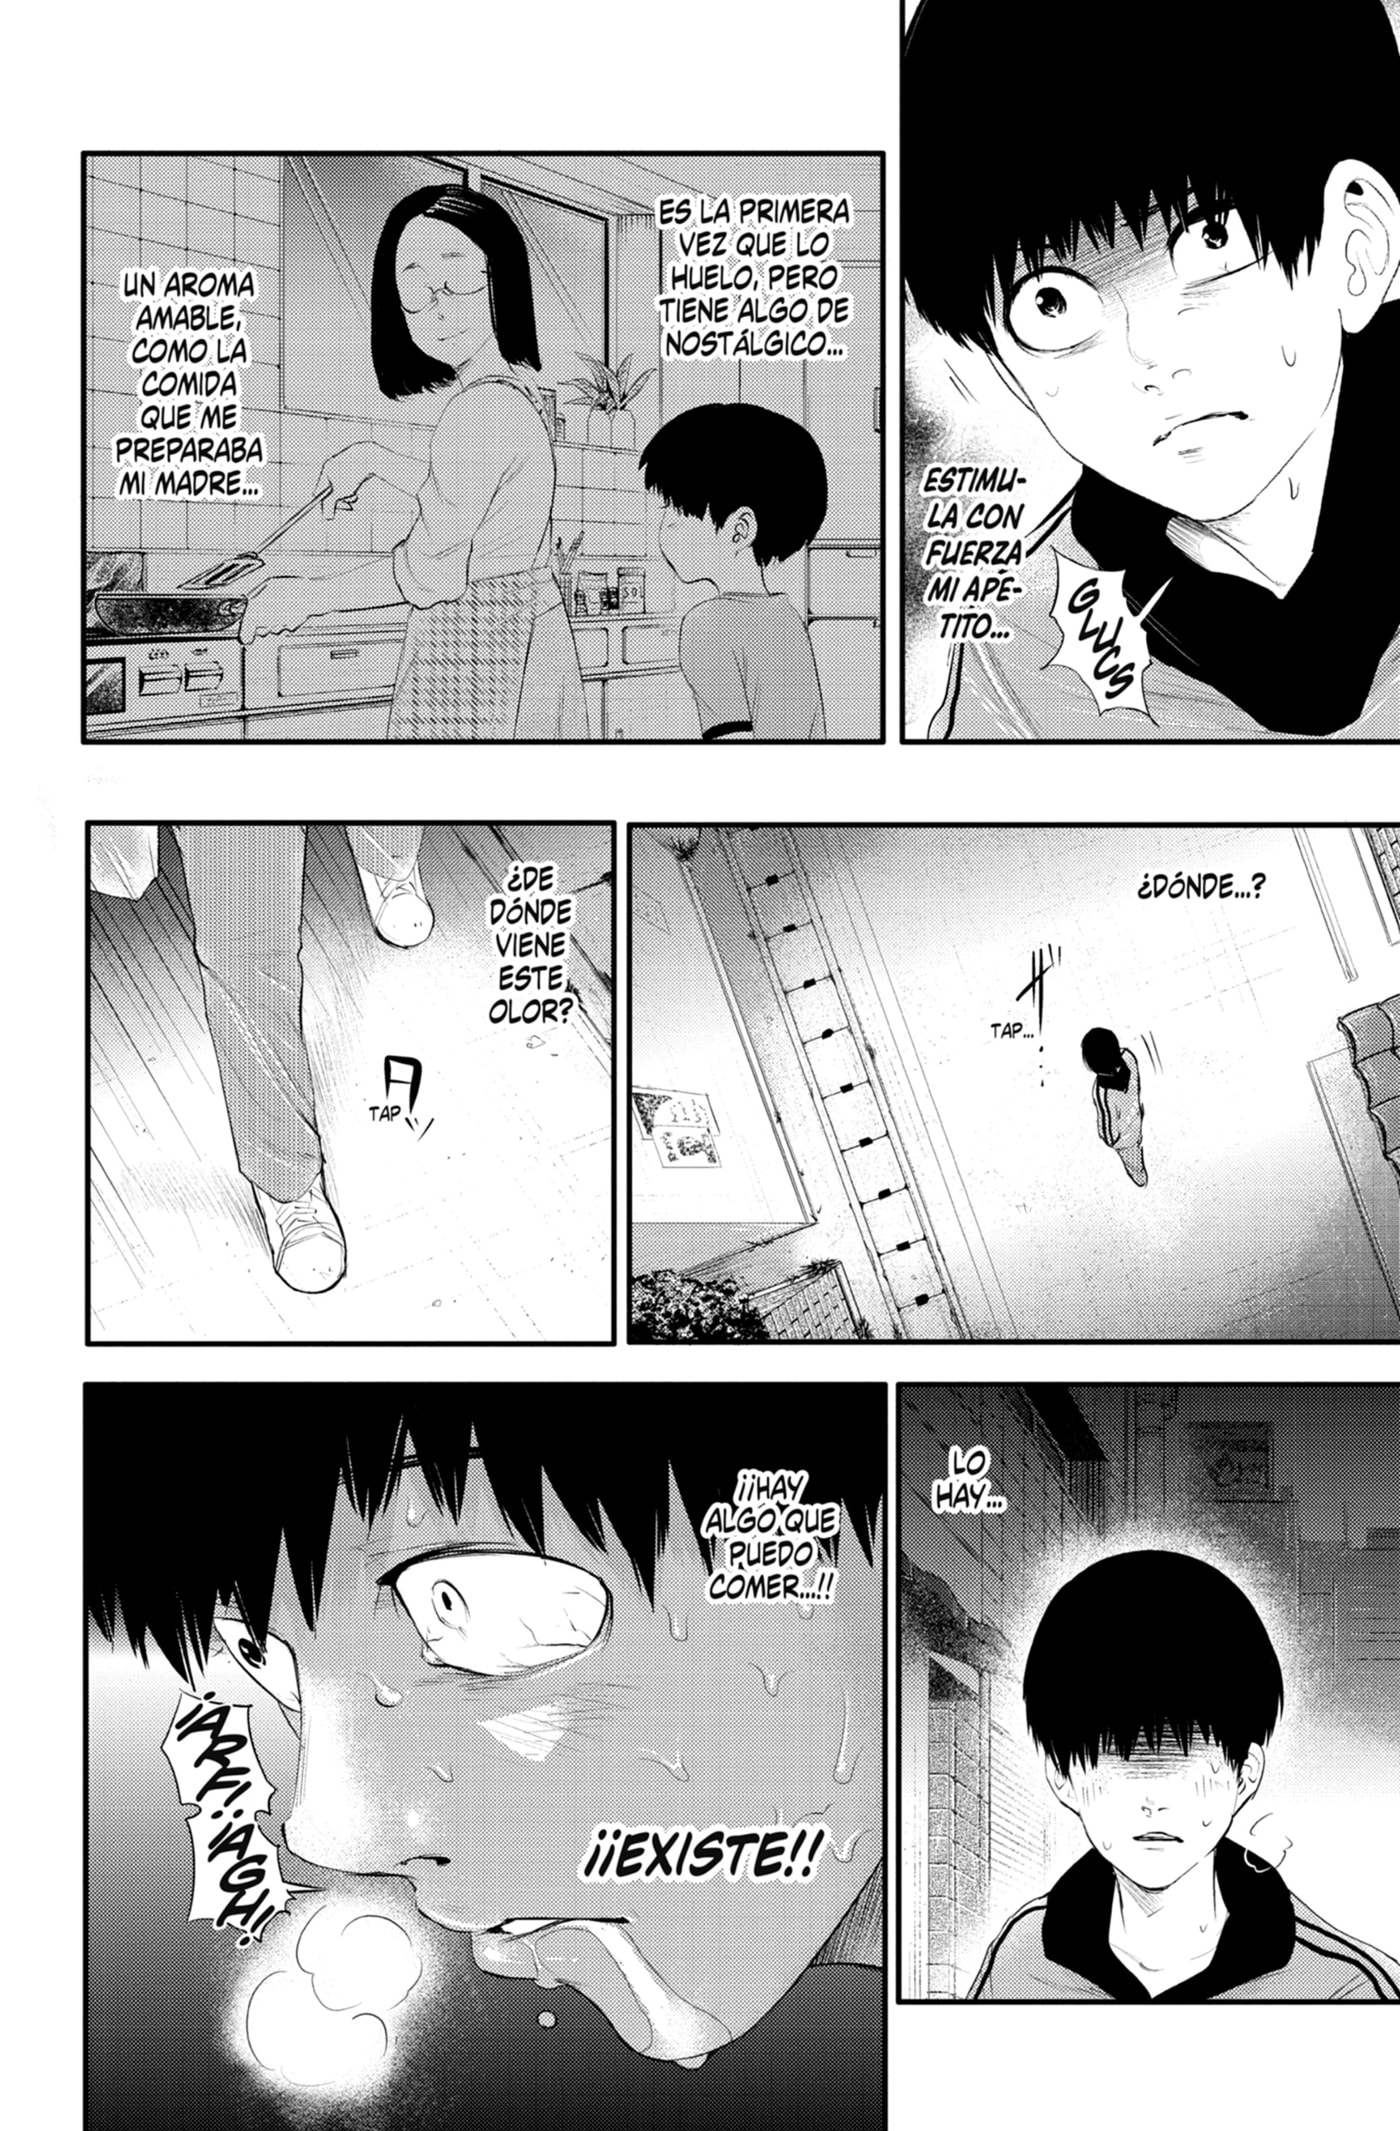 ESTIMU-
LA CON
FUERZA
MI APE-
TITO...
GLUCS
ES LA PRIMERA
VEZ QUE LO
HUELO, PERO
TIENE ALGO DE
NOSTÁLGICO...
UN AROMA
AMABLE,
COMO LA
COMIDA
QUE ME
PREPARABA
MI MADRE...
SOL
¿DÓNDE...?
TAP...
¿DE
DÓNDE
VIENE
ESTE
OLOR?
TAP
LO
HAY...
¡¡HAY
ALGO QUE
PUEDO
COMER...!!
¡¡EXISTE!!
¡ARF! ¡AGH!